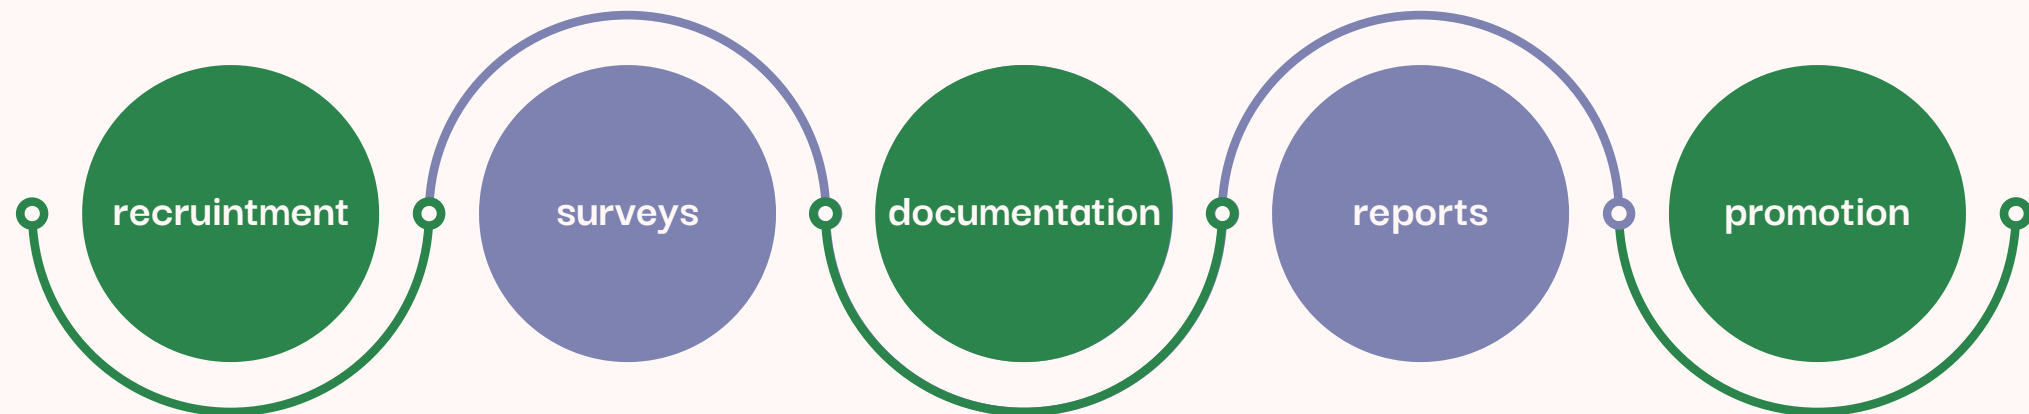 recruintment
surveys
documentation
reports
promotion